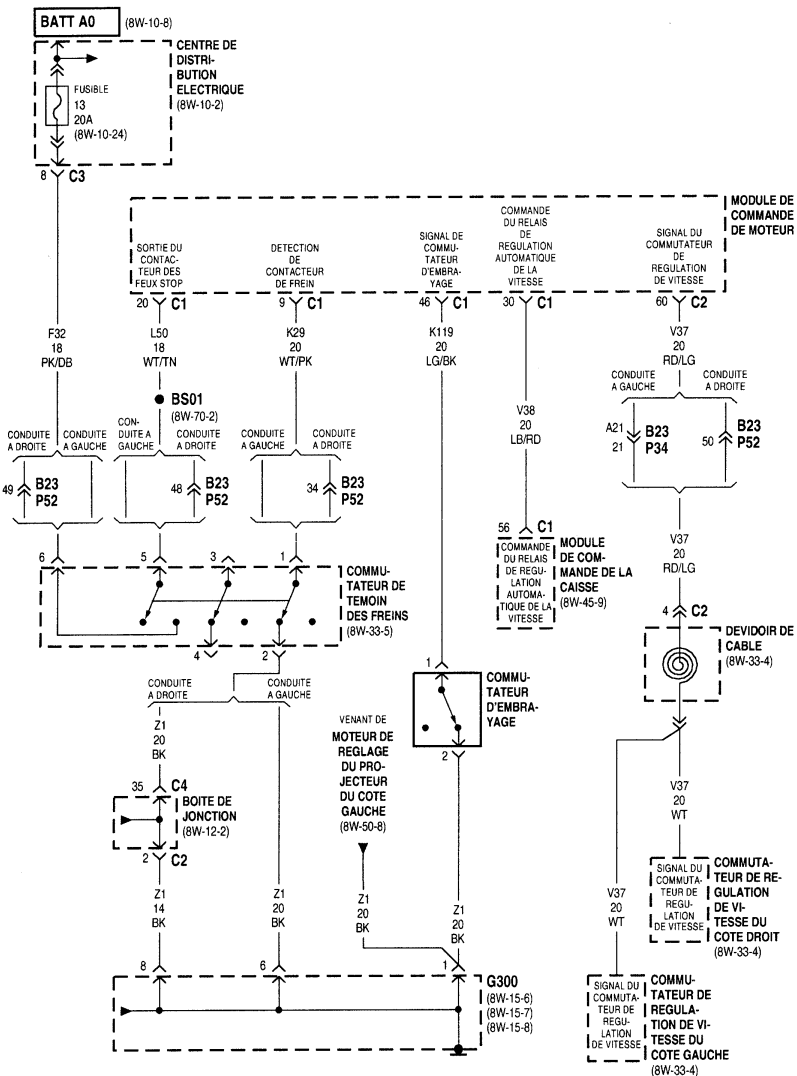 BATT A0
(8W-10-8)
CENTRE DE
DISTRI-
BUTION
ELECTRIQUE
(8W-10-2)
FUSIBLE
13
20A
(8W-10-24)
8
C3
MODULE DE
COMMANDE
DE MOTEUR
SORTIE DU
CONTAC-
TEUR DES
FEUX STOP
DETECTION
DE
CONTACTEUR
DE FREIN
SIGNAL DE
COMMU-
TATEUR
D'EMBRA-
YAGE
COMMANDE
DU RELAIS
DE
REGULATION
AUTOMATIQUE
DE LA
VITESSE
SIGNAL DU
COMMUTATEUR
DE
REGULATION
DE VITESSE
20 C1
9 C1
46 C1
30 C1
60 C2
F32
18
PK/DB
L50
18
WT/TN
K29
20
WT/PK
K119
20
LG/BK
V37
20
RD/LG
BS01
(8W-70-2)
V38
20
LB/RD
CONDUITE
A GAUCHE
CONDUITE
A DROITE
A21
21
B23
P34
50
B23
P52
CONDUITE
A DROITE
CONDUITE
A GAUCHE
CON-
DUITE A
GAUCHE
CONDUITE
A DROITE
CONDUITE
A GAUCHE
CONDUITE
A DROITE
49
B23
P52
48
B23
P52
34
B23
P52
56
C1
COMMANDE
DU RELAIS
DE REGU-
LATION
AUTOMA-
TIQUE DE LA
VITESSE
MODULE
DE COM-
MANDE DE LA
CAISSE
(8W-45-9)
V37
20
RD/LG
6
5
3
1
COMMU-
TATEUR DE
TEMOIN
DES FREINS
(8W-33-5)
4
2
4
C2
DEVIDOIR DE
CABLE
(8W-33-4)
CONDUITE
A DROITE
CONDUITE
A GAUCHE
1
COMMU-
TATEUR
D'EMBRA-
YAGE
2
Z1
20
BK
VENANT DE
MOTEUR DE
REGLAGE
DU PRO-
JECTEUR
DU COTE
GAUCHE
(8W-50-8)
35
C4
BOITE DE
JONCTION
(8W-12-2)
2
C2
V37
20
WT
SIGNAL DU
COMMUTA-
TEUR DE
REGU-
LATION
DE VITESSE
COMMUTA-
TEUR DE RE-
GULATION
DE VI-
TESSE DU
COTE DROIT
(8W-33-4)
Z1
14
BK
Z1
20
BK
Z1
20
BK
Z1
20
BK
V37
20
WT
8
6
1
G300
(8W-15-6)
(8W-15-7)
(8W-15-8)
SIGNAL DU
COMMUTA-
TEUR DE
REGU-
LATION
DE VITESSE
COMMU-
TATEUR DE
REGULA-
TION DE VI-
TESSE DU
COTE GAUCHE
(8W-33-4)